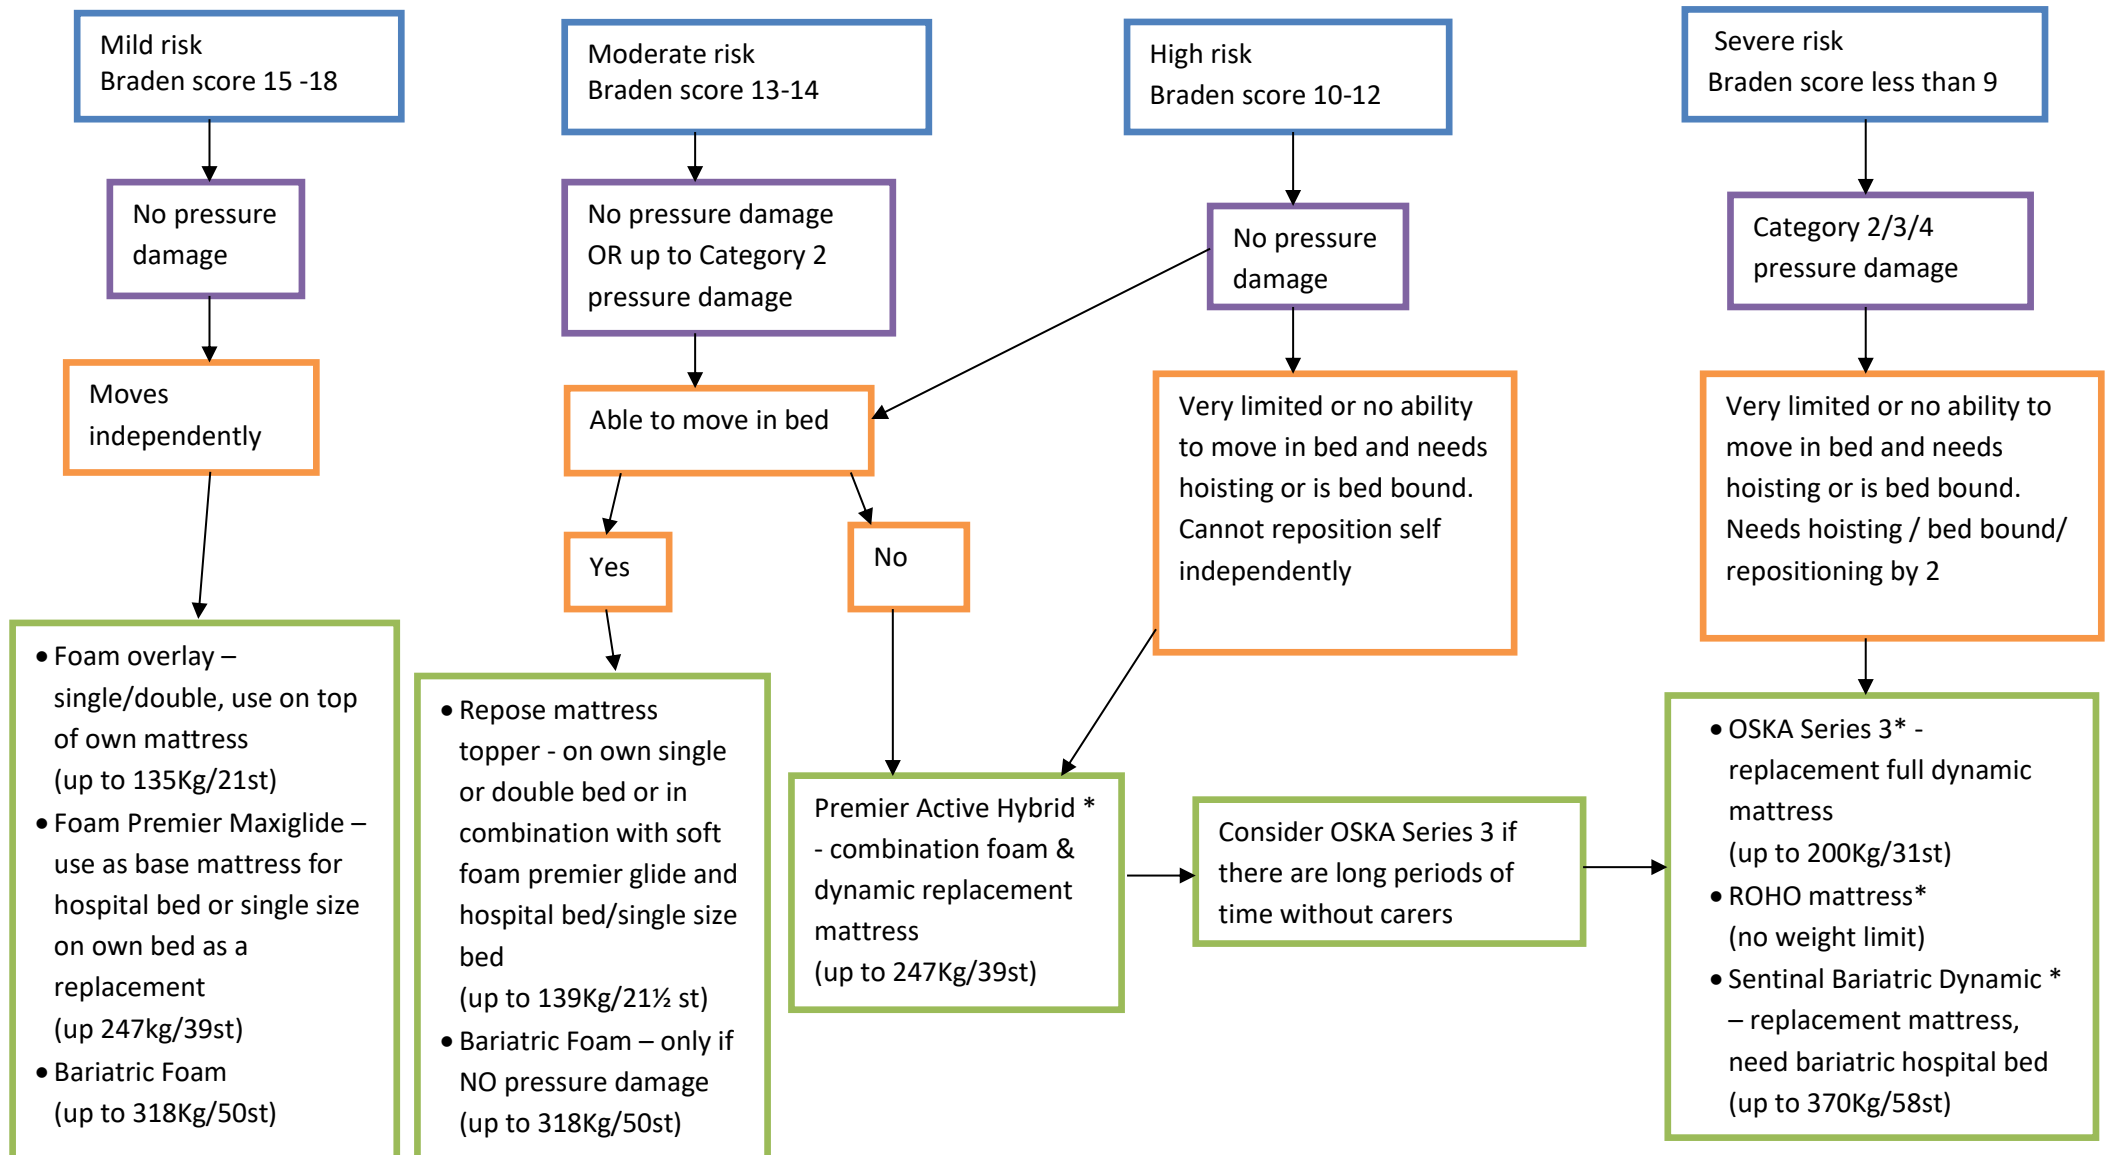 Mild risk
Braden score 15 -18
Moderate risk
Braden score 13-14
High risk
Braden score 10-12
Severe risk
Braden score less than 9
No pressure
damage
No pressure damage
OR up to Category 2
pressure damage
No pressure
damage
Category 2/3/4
pressure damage
Moves
independently
Able to move in bed
Yes
No
Very limited or no ability
to move in bed and needs
hoisting or is bed bound.
Cannot reposition self
independently
Very limited or no ability to
move in bed and needs
hoisting or is bed bound.
Needs hoisting / bed bound/
repositioning by 2
• Foam overlay –
single/double, use on top
of own mattress
(up to 135Kg/21st)
• Foam Premier Maxiglide –
use as base mattress for
hospital bed or single size
on own bed as a
replacement
(up 247kg/39st)
• Bariatric Foam
(up to 318Kg/50st)
• Repose mattress
topper - on own single
or double bed or in
combination with soft
foam premier glide and
hospital bed/single size
bed
(up to 139Kg/21½ st)
• Bariatric Foam – only if
NO pressure damage
(up to 318Kg/50st)
Premier Active Hybrid *
- combination foam &
dynamic replacement
mattress
(up to 247Kg/39st)
Consider OSKA Series 3 if
there are long periods of
time without carers
• OSKA Series 3* -
replacement full dynamic
mattress
(up to 200Kg/31st)
• ROHO mattress*
(no weight limit)
• Sentinal Bariatric Dynamic *
– replacement mattress,
need bariatric hospital bed
(up to 370Kg/58st)